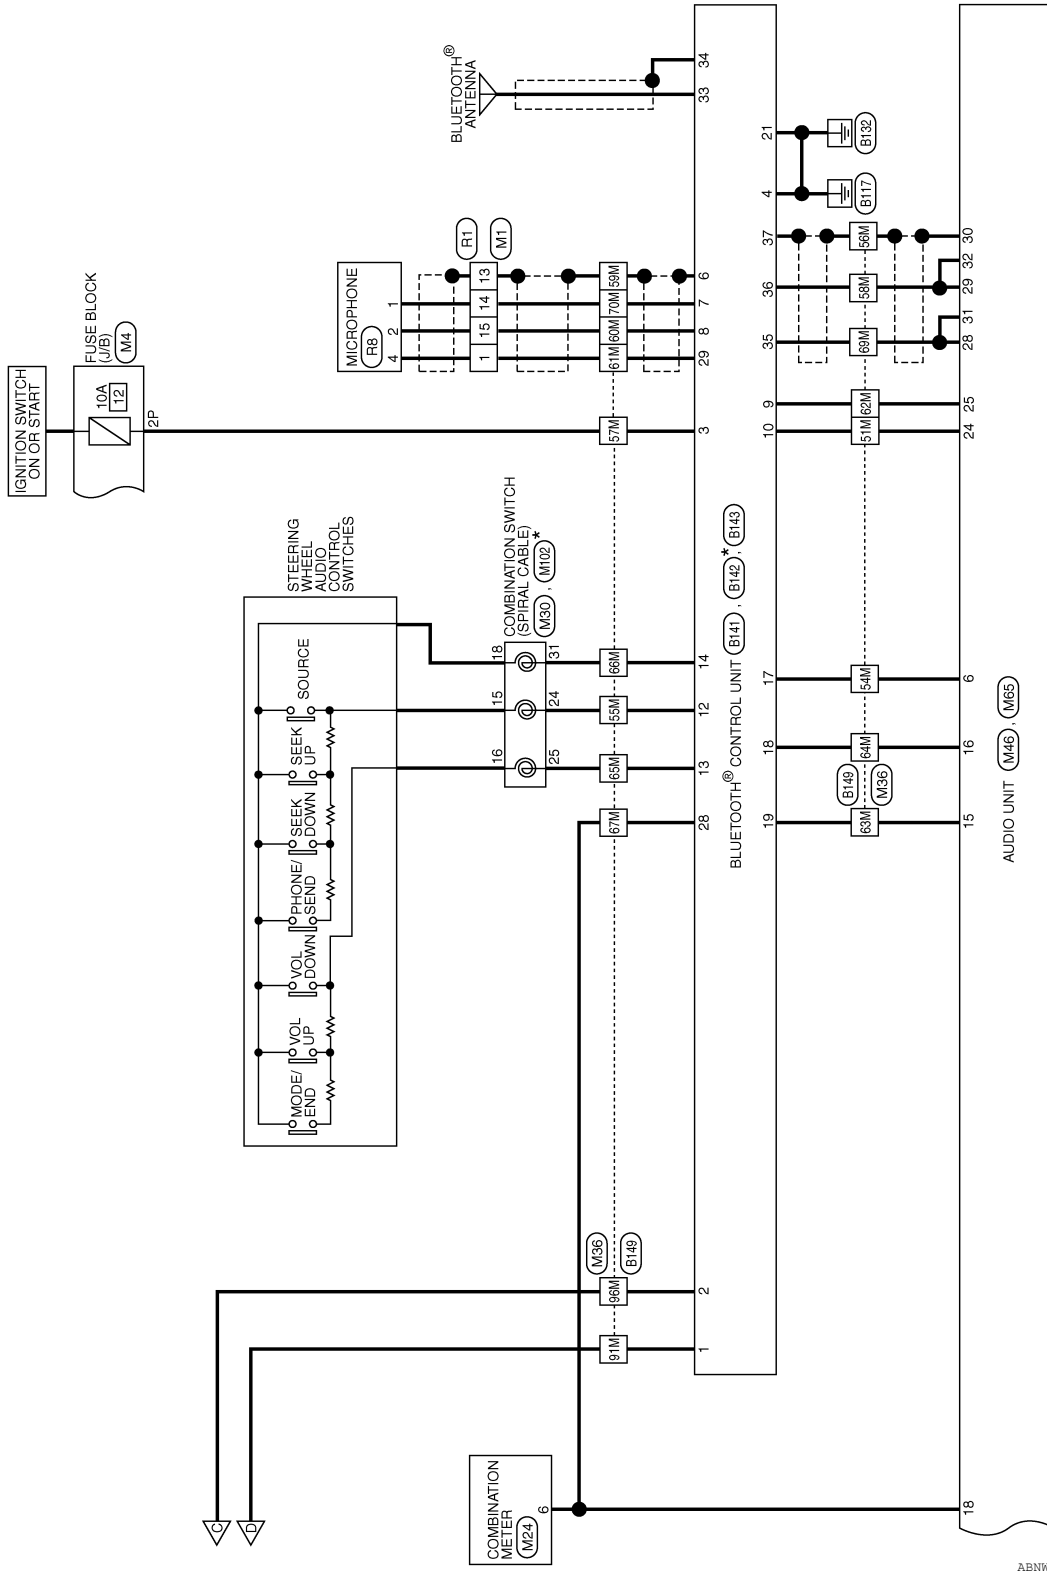 IGNITION SWITCH
ON OR START
FUSE BLOCK
(J/B)
M4
10A
12
2P
BLUETOOTH®
ANTENNA
MICROPHONE
R8
1
2
4
R1
M1
13
14
15
1
59M
70M
60M
61M
57M
34
33
6
7
8
29
3
STEERING
WHEEL
AUDIO
CONTROL
SWITCHES
SOURCE
SEEK
UP
SEEK
DOWN
PHONE/
SEND
VOL
DOWN
VOL
UP
MODE/
END
COMBINATION SWITCH
(SPIRAL CABLE)
M30 , M102 *
18
31
15
24
16
25
66M
55M
65M
67M
14
12
13
28
M36
B149
96M
91M
2
1
C
D
COMBINATION
METER
M24
6
BLUETOOTH® CONTROL UNIT B141 , B142 *, B143
21
4
B132
B117
37
36
35
9
10
17
18
19
56M
58M
69M
62M
51M
54M
64M
63M
B149
M36
30
32
29
31
28
25
24
6
16
15
18
AUDIO UNIT M46 , M65
ABNW